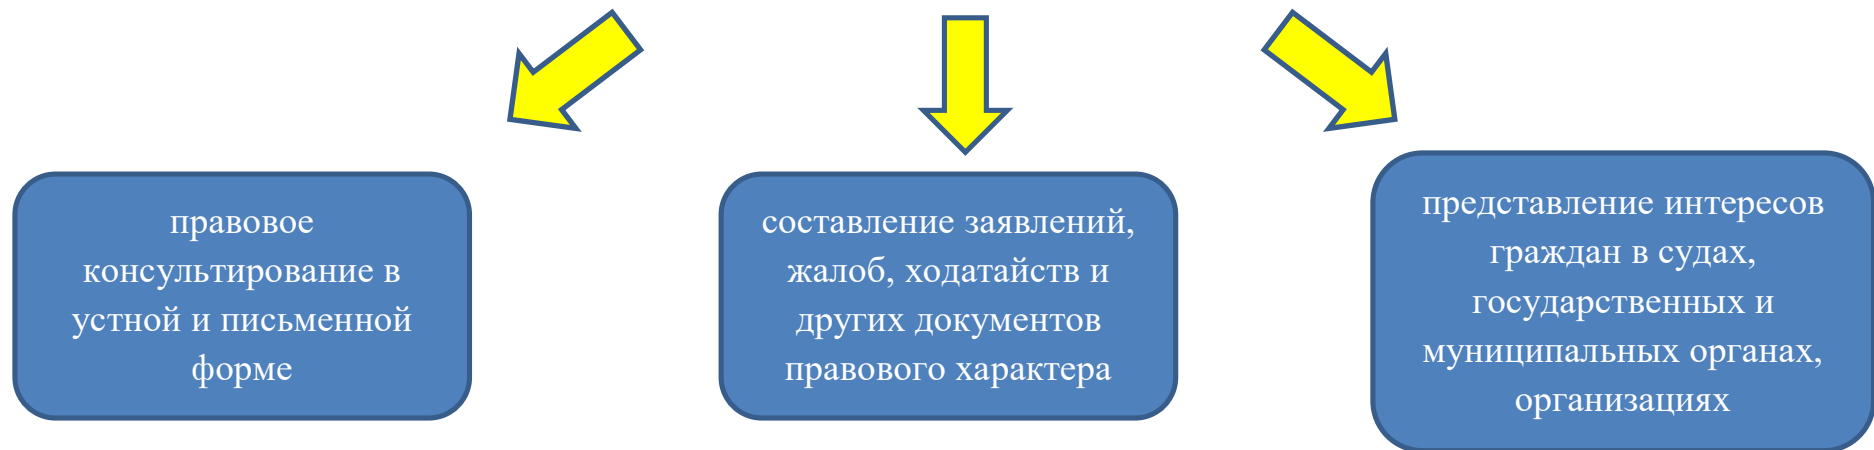 правовое
консультирование в
устной и письменной
форме
составление заявлений,
жалоб, ходатайств и
других документов
правового характера
представление интересов
граждан в судах,
государственных и
муниципальных органах,
организациях